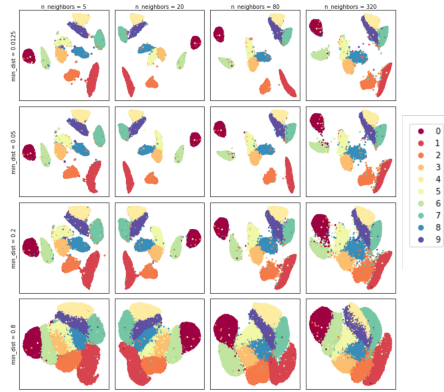 n_neighbors = 5
n_neighbors = 20
n_neighbors = 80
n_neighbors = 320
min_dist = 0.0125
min_dist = 0.05
min_dist = 0.2
min_dist = 0.8
0
1
2
3
4
5
6
7
8
9